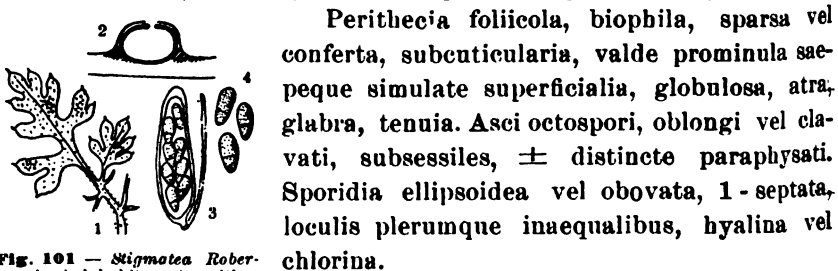 Perithecia foliicola, biophila, sparsa vel
conferta, subcuticularia, valde prominula sae-
peque simulate superficialia, globulosa, atra,
glabra, tenuia. Asci octospori, oblongi vel cla-
vati, subsessiles, ± distincte paraphysati.
Sporidia ellipsoidea vel obovata, 1-septata,
loculis plerumque inaequalibus, hyalina vel
chlorina.
2
4
1
3
Fig. 101 — Stigmatea Rober-